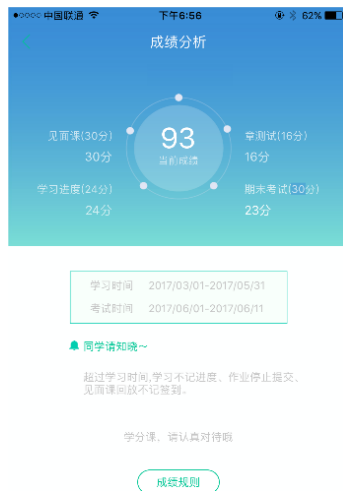 中国联通 下午6:56 62%
成绩分析
93
当前成绩
见面课(30分) 章测试(16分)
30分 16分
学习进度(24分) 期末考试(30分)
24分 23分
学习时间 2017/03/01-2017/05/31
考试时间 2017/06/01-2017/06/11
同学请知晓~
超过学习时间,学习不记进度、作业停止提交、
见面课回放不记签到。
学分课，请认真对待哦
成绩规则